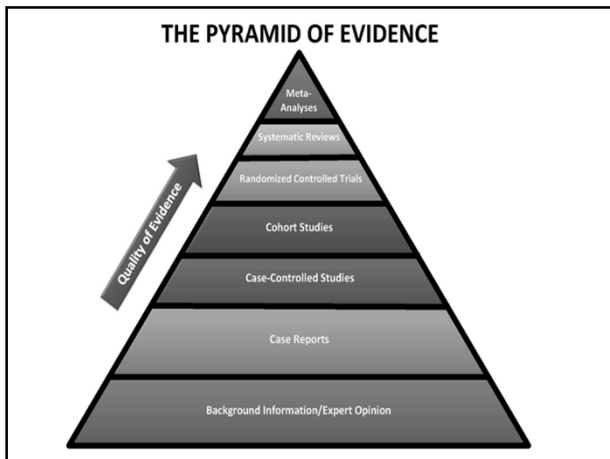 THE PYRAMID OF EVIDENCE
Meta-
Analyses
Systematic Reviews
Randomized Controlled Trials
Cohort Studies
Case-Controlled Studies
Case Reports
Background Information/Expert Opinion
Quality of Evidence